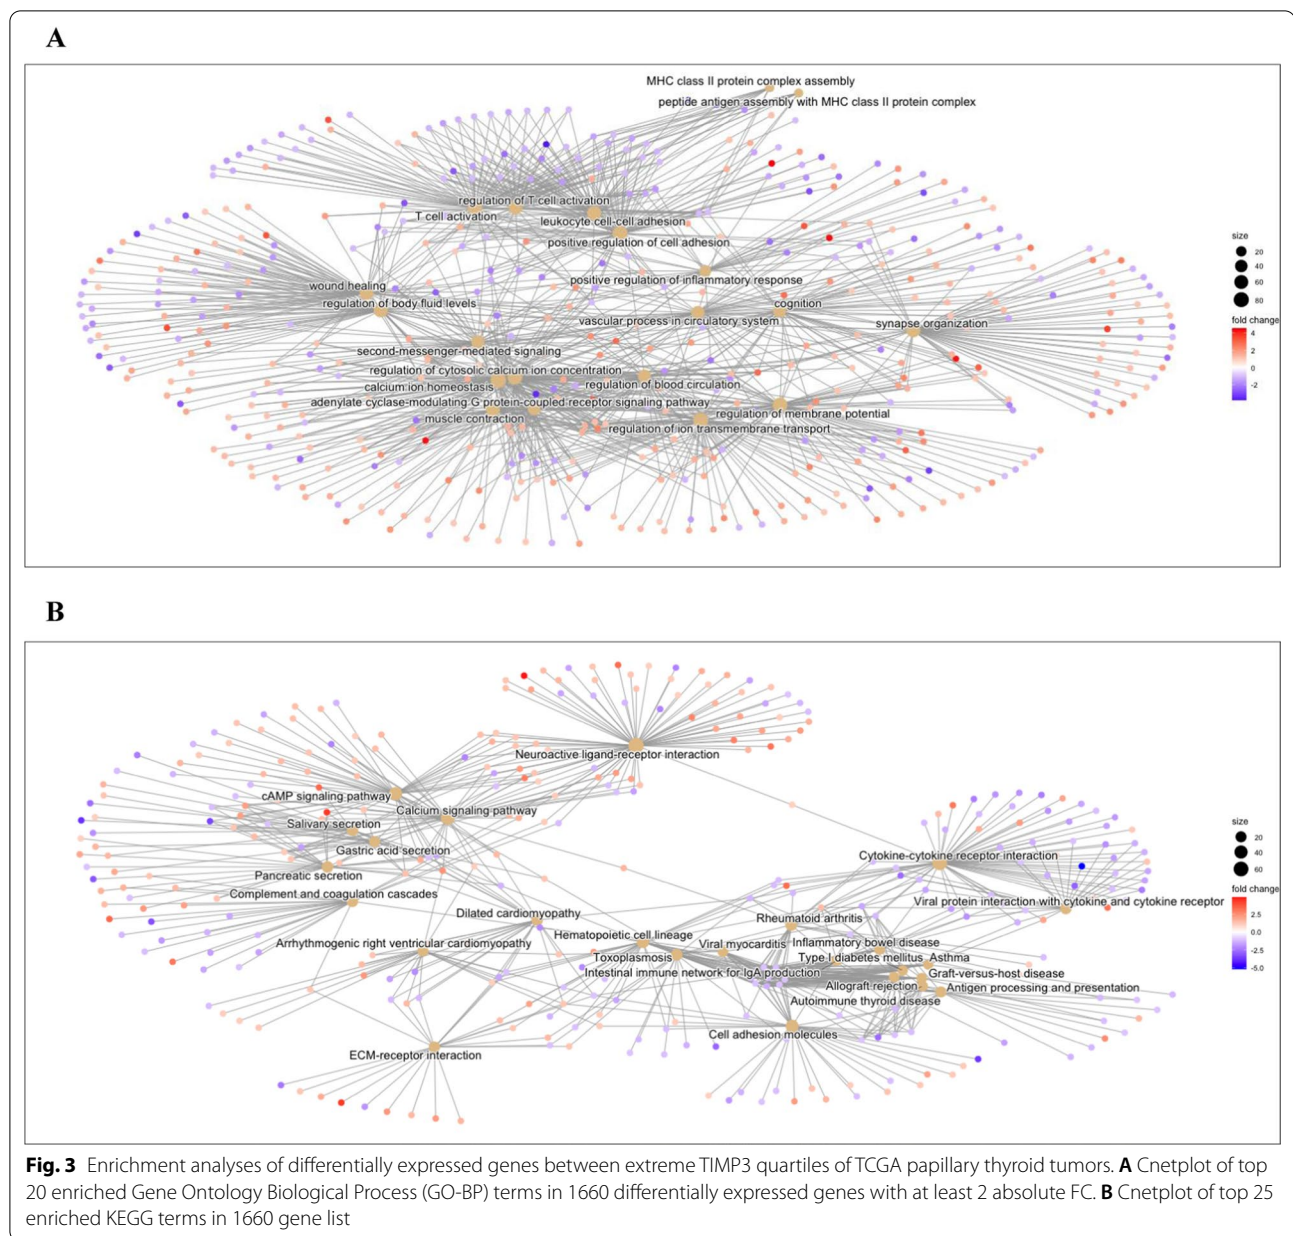 A
MHC class II protein complex assembly
peptide antigen assembly with MHC class II protein complex
regulation of T cell activation
T cell activation
leukocyte cell-cell adhesion
positive regulation of cell adhesion
positive regulation of inflammatory response
wound healing
regulation of body fluid levels
cognition
vascular process in circulatory system
synapse organization
second-messenger-mediated signaling
regulation of cytosolic calcium ion concentration
calcium ion homeostasis
regulation of blood circulation
adenylate cyclase-modulating G protein-coupled receptor signaling pathway
muscle contraction
regulation of membrane potential
regulation of ion transmembrane transport
size
20
40
60
80
fold change
4
2
0
-2
B
Neuroactive ligand-receptor interaction
cAMP signaling pathway
Calcium signaling pathway
Salivary secretion
Gastric acid secretion
Pancreatic secretion
Complement and coagulation cascades
Cytokine-cytokine receptor interaction
Viral protein interaction with cytokine and cytokine receptor
Dilated cardiomyopathy
Rheumatoid arthritis
Arrhythmogenic right ventricular cardiomyopathy
Hematopoietic cell lineage
Viral myocarditis
Inflammatory bowel disease
Toxoplasmosis
Type I diabetes mellitus
Asthma
Intestinal immune network for IgA production
Graft-versus-host disease
Allograft rejection
Antigen processing and presentation
Autoimmune thyroid disease
Cell adhesion molecules
ECM-receptor interaction
size
20
40
60
fold change
2.5
0.0
-2.5
-5.0
Fig. 3 Enrichment analyses of differentially expressed genes between extreme TIMP3 quartiles of TCGA papillary thyroid tumors. A Cnetplot of top
20 enriched Gene Ontology Biological Process (GO-BP) terms in 1660 differentially expressed genes with at least 2 absolute FC. B Cnetplot of top 25
enriched KEGG terms in 1660 gene list